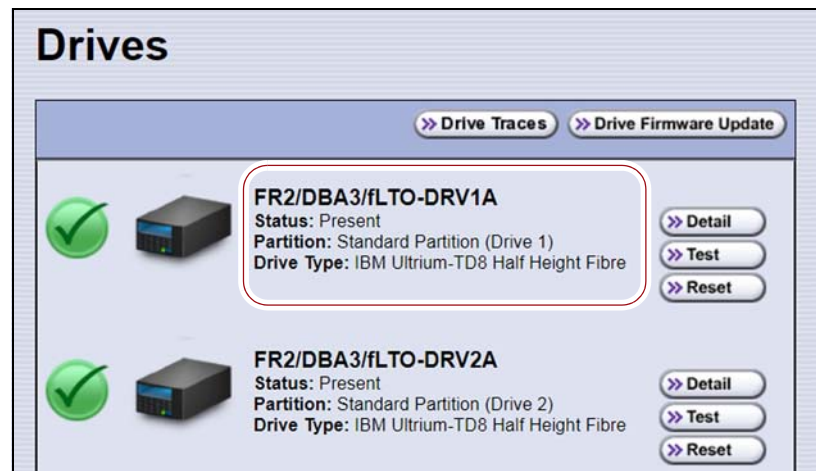 Drives
Drive Traces
Drive Firmware Update
FR2/DBA3/fLTO-DRV1A
Status: Present
Partition: Standard Partition (Drive 1)
Drive Type: IBM Ultrium-TD8 Half Height Fibre
Detail
Test
Reset
FR2/DBA3/fLTO-DRV2A
Status: Present
Partition: Standard Partition (Drive 2)
Drive Type: IBM Ultrium-TD8 Half Height Fibre
Detail
Test
Reset